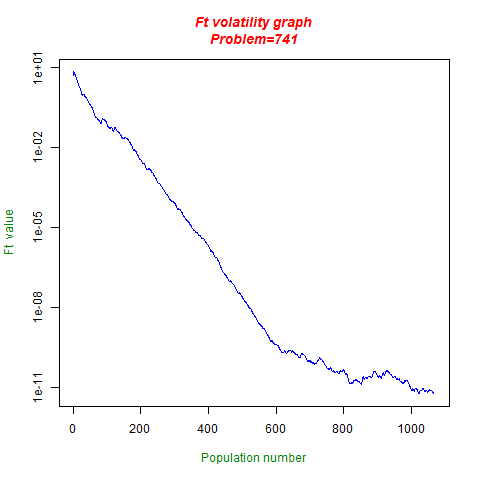 Ft volatility graph
Problem=741
Ft value
1e+01
1e-02
1e-05
1e-08
1e-11
0 200 400 600 800 1000
Population number